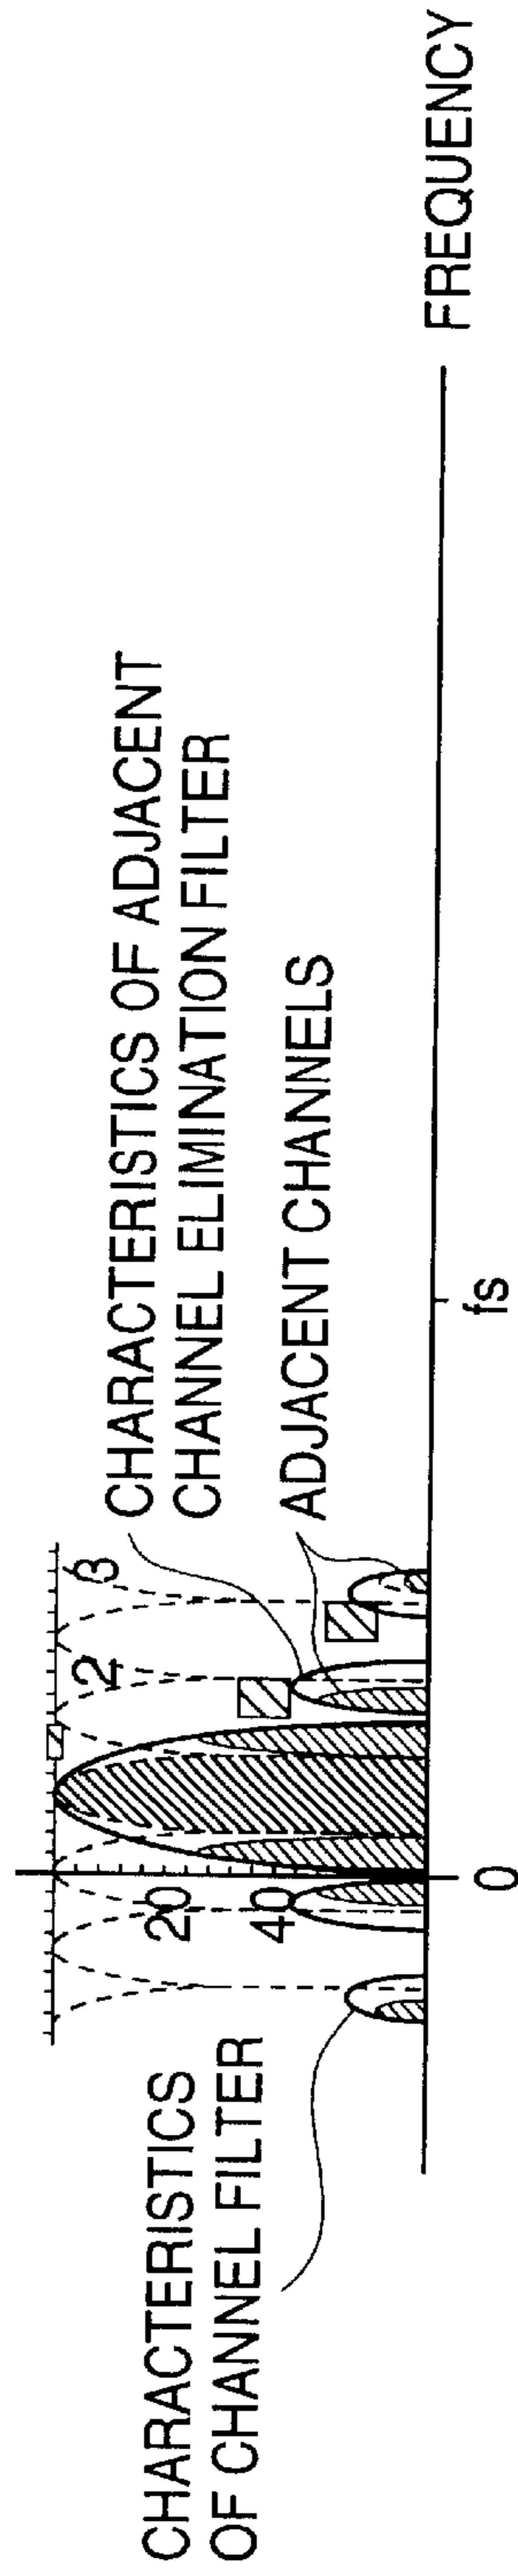 CHARACTERISTICS
OF CHANNEL FILTER
20
40
2
3
CHARACTERISTICS OF ADJACENT
CHANNEL ELIMINATION FILTER
ADJACENT CHANNELS
0
fs
FREQUENCY